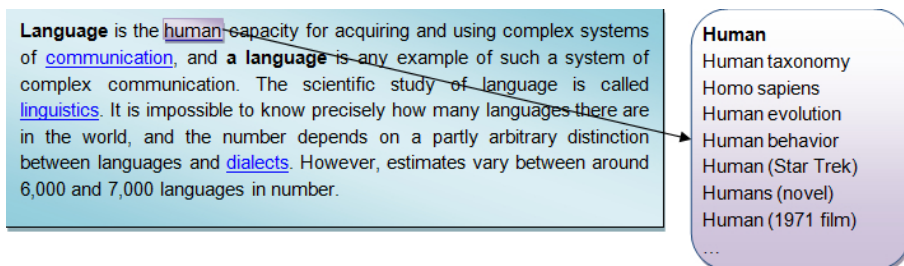 Language is the human capacity for acquiring and using complex systems
of communication, and a language is any example of such a system of
complex communication. The scientific study of language is called
linguistics. It is impossible to know precisely how many languages there are
in the world, and the number depends on a partly arbitrary distinction
between languages and dialects. However, estimates vary between around
6,000 and 7,000 languages in number.
Human
Human taxonomy
Homo sapiens
Human evolution
Human behavior
Human (Star Trek)
Humans (novel)
Human (1971 film)
…